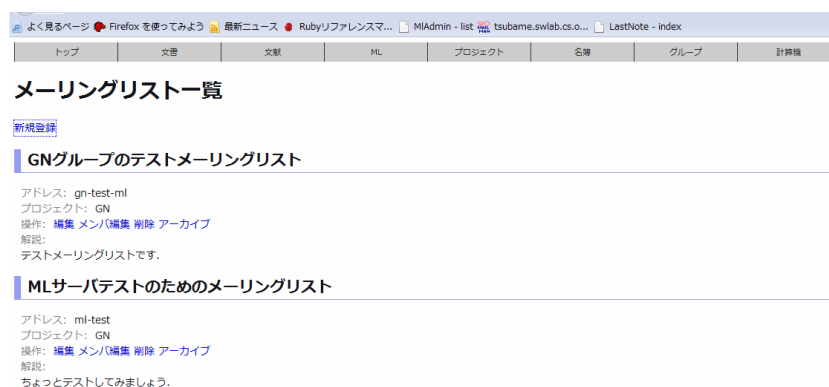 よく見るページ Firefox を使ってみよう 最新ニュース Rubyリファレンスマ... MlAdmin - list tsubame.swlab.cs.o... LastNote - index
トップ 文書 文献 ML プロジェクト 名簿 グループ 計算機
メーリングリスト一覧
新規登録
GNグループのテストメーリングリスト
アドレス: gn-test-ml
プロジェクト: GN
操作: 編集 メンバ編集 削除 アーカイブ
解説:
テストメーリングリストです.
MLサーバテストのためのメーリングリスト
アドレス: ml-test
プロジェクト: GN
操作: 編集 メンバ編集 削除 アーカイブ
解説:
ちょっとテストしてみましょう.